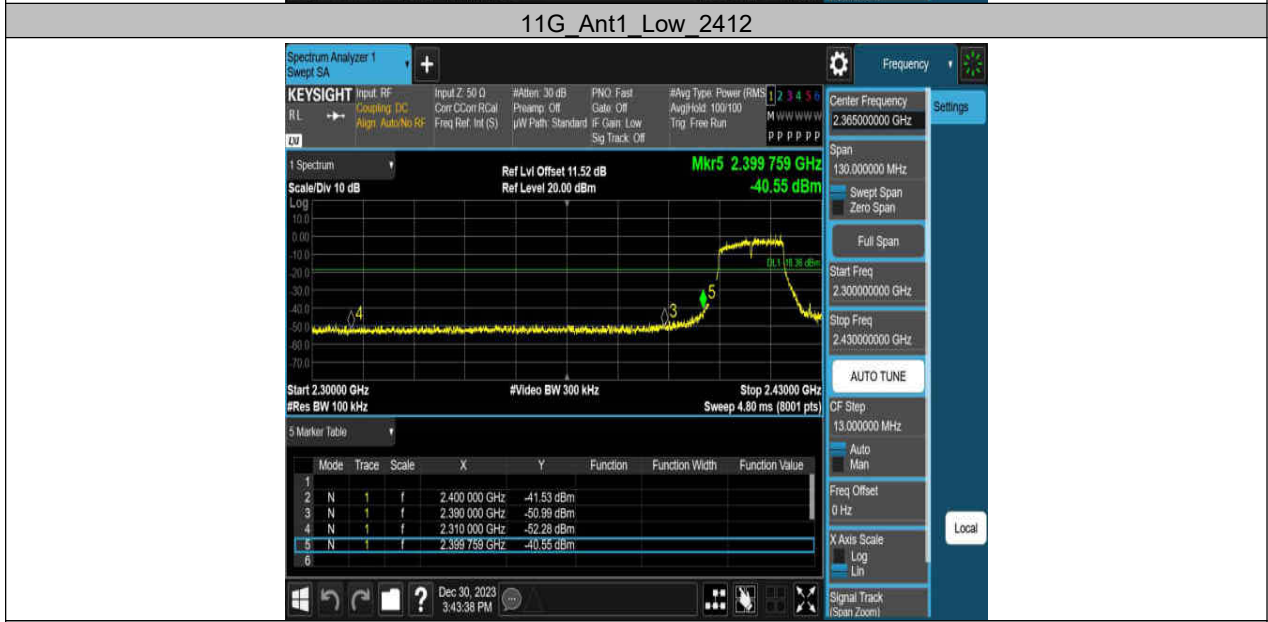 11G_Ant1_Low_2412
Spectrum Analyzer 1
Swept SA
+
Frequency
KEYSIGHT
RL
LXI
Input: RF
Coupling: DC
Align: Auto/No RF
Input Z: 50 Ω
Corr CCorr RCal
Freq Ref: Int (S)
#Atten: 30 dB
Preamp: Off
µW Path: Standard
PNO: Fast
Gate: Off
IF Gain: Low
Sig Track: Off
#Avg Type: Power (RMS
Avg|Hold: 100/100
Trig: Free Run
1 2 3 4 5 6
M W W W W W
P P P P P P
Center Frequency
2.365000000 GHz
Settings
Span
130.000000 MHz
Swept Span
Zero Span
Full Span
Start Freq
2.300000000 GHz
Stop Freq
2.430000000 GHz
AUTO TUNE
CF Step
13.000000 MHz
Auto
Man
Freq Offset
0 Hz
X Axis Scale
Log
Lin
Signal Track
(Span Zoom)
Local
1 Spectrum
Scale/Div 10 dB
Ref Lvl Offset 11.52 dB
Ref Level 20.00 dBm
Mkr5 2.399 759 GHz
-40.55 dBm
Log
10.0
0.00
-10.0
-20.0
-30.0
-40.0
-50.0
-60.0
-70.0
4
3
5
Start 2.30000 GHz
#Res BW 100 kHz
#Video BW 300 kHz
Stop 2.43000 GHz
Sweep 4.80 ms (8001 pts)
5 Marker Table
Mode Trace Scale X Y Function Function Width Function Value
1
2 N 1 f 2.400 000 GHz -41.53 dBm
3 N 1 f 2.390 000 GHz -50.99 dBm
4 N 1 f 2.310 000 GHz -52.28 dBm
5 N 1 f 2.399 759 GHz -40.55 dBm
6
?
Dec 30, 2023
3:43:38 PM